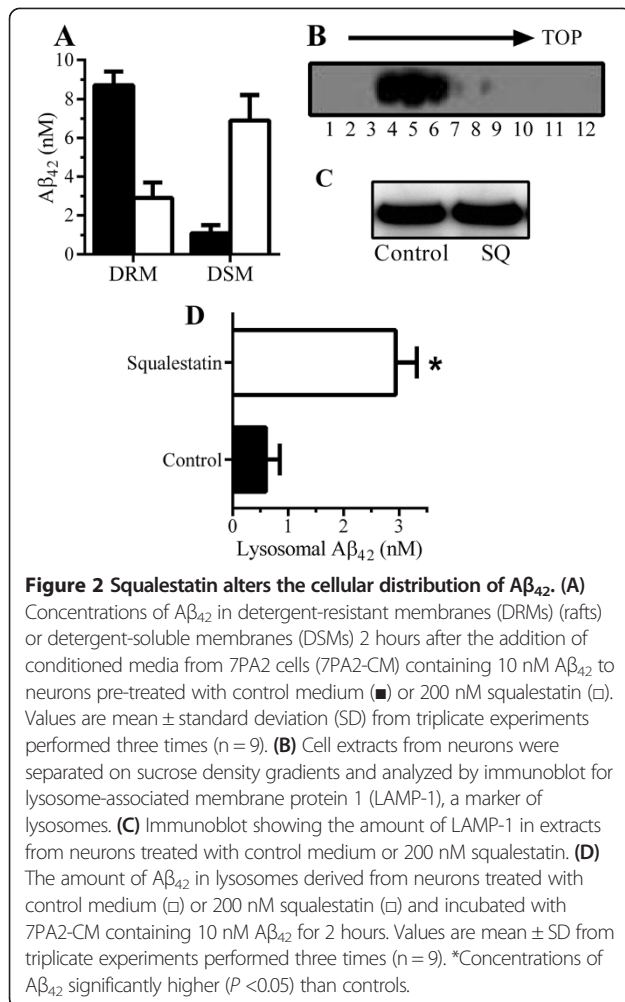 A
Aβ42 (nM)
10
8
6
4
2
0
DRM DSM
B
TOP
1 2 3 4 5 6 7 8 9 10 11 12
C
Control SQ
D
Squalestatin
*
Control
0 1 2 3
Lysosomal Aβ42 (nM)
Figure 2 Squalestatin alters the cellular distribution of Aβ42. (A)
Concentrations of Aβ42 in detergent-resistant membranes (DRMs) (rafts)
or detergent-soluble membranes (DSMs) 2 hours after the addition of
conditioned media from 7PA2 cells (7PA2-CM) containing 10 nM Aβ42 to
neurons pre-treated with control medium (■) or 200 nM squalestatin (□).
Values are mean ± standard deviation (SD) from triplicate experiments
performed three times (n = 9). (B) Cell extracts from neurons were
separated on sucrose density gradients and analyzed by immunoblot for
lysosome-associated membrane protein 1 (LAMP-1), a marker of
lysosomes. (C) Immunoblot showing the amount of LAMP-1 in extracts
from neurons treated with control medium or 200 nM squalestatin. (D)
The amount of Aβ42 in lysosomes derived from neurons treated with
control medium (□) or 200 nM squalestatin (□) and incubated with
7PA2-CM containing 10 nM Aβ42 for 2 hours. Values are mean ± SD from
triplicate experiments performed three times (n = 9). *Concentrations of
Aβ42 significantly higher (P <0.05) than controls.